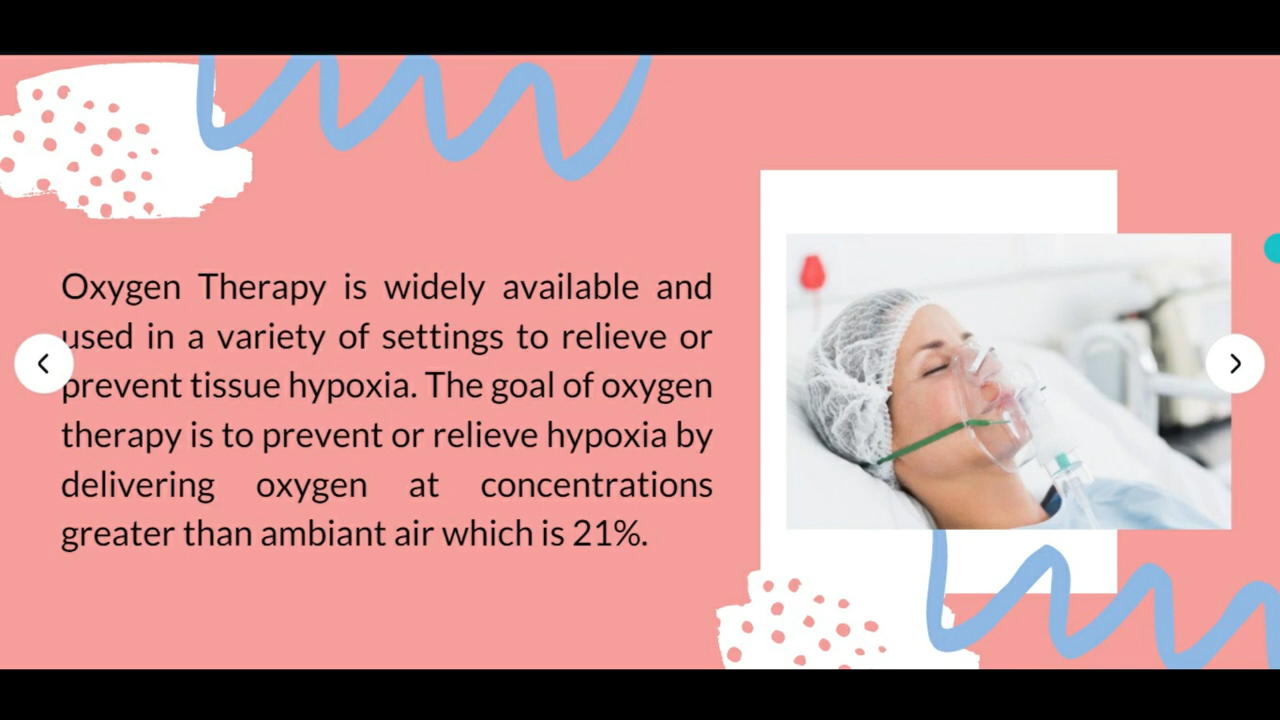 Oxygen Therapy is widely available and
used in a variety of settings to relieve or
prevent tissue hypoxia. The goal of oxygen
therapy is to prevent or relieve hypoxia by
delivering oxygen at concentrations
greater than ambiant air which is 21%.